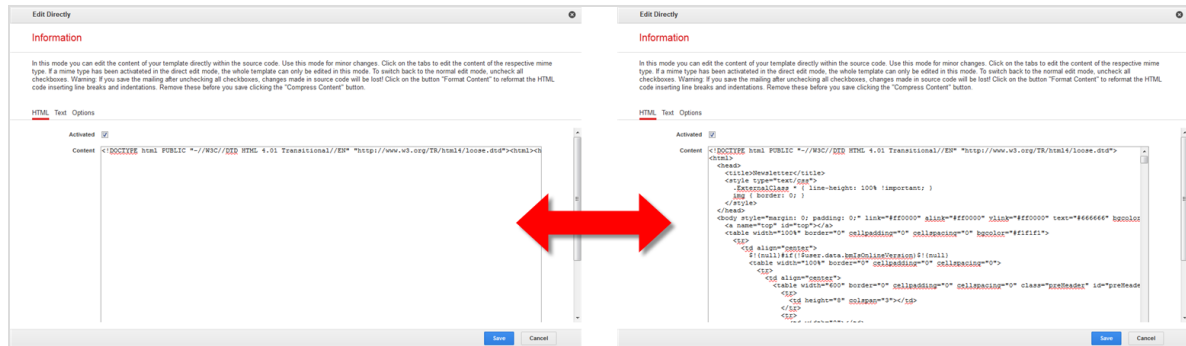 Edit Directly
Information
In this mode you can edit the content of your template directly within the source code. Use this mode for minor changes. Click on the tabs to edit the content of the respective mime
type. If a mime type has been activateted in the direct edit mode, the whole template can only be edited in this mode. To switch back to the normal edit mode, uncheck all
checkboxes. Warning: If you save the mailing after unchecking all checkboxes, changes made in source code will be lost! Click on the button "Format Content" to reformat the HTML
code inserting line breaks and indentations. Remove these before you save clicking the "Compress Content" button.
HTML Text Options
Activated
Content <!DOCTYPE html PUBLIC "-//W3C//DTD HTML 4.01 Transitional//EN" "http://www.w3.org/TR/html4/loose.dtd"><html><h
Save Cancel
Edit Directly
Information
In this mode you can edit the content of your template directly within the source code. Use this mode for minor changes. Click on the tabs to edit the content of the respective mime
type. If a mime type has been activateted in the direct edit mode, the whole template can only be edited in this mode. To switch back to the normal edit mode, uncheck all
checkboxes. Warning: If you save the mailing after unchecking all checkboxes, changes made in source code will be lost! Click on the button "Format Content" to reformat the HTML
code inserting line breaks and indentations. Remove these before you save clicking the "Compress Content" button.
HTML Text Options
Activated
Content <!DOCTYPE html PUBLIC "-//W3C//DTD HTML 4.01 Transitional//EN" "http://www.w3.org/TR/html4/loose.dtd">
<html>
<head>
<title>Newsletter</title>
<style type="text/css">
.ExternalClass * { line-height: 100% !important; }
img { border: 0; }
</style>
</head>
<body style="margin: 0; padding: 0;" link="#ff0000" alink="#ff0000" vlink="#ff0000" text="#666666" bgcolor
<a name="top" id="top"></a>
<table width="100%" border="0" cellpadding="0" cellspacing="0" bgcolor="#f1f1f1">
<tr>
<td align="center">
$!(null)#if(!$user.data.bmIsOnlineVersion)$!(null)
<table width="100%" border="0" cellpadding="0" cellspacing="0">
<tr>
<td align="center">
<table width="600" border="0" cellpadding="0" cellspacing="0" class="preHeader" id="preHeade
<tr>
<td height="8" colspan="3"></td>
</tr>
<tr>
Save Cancel